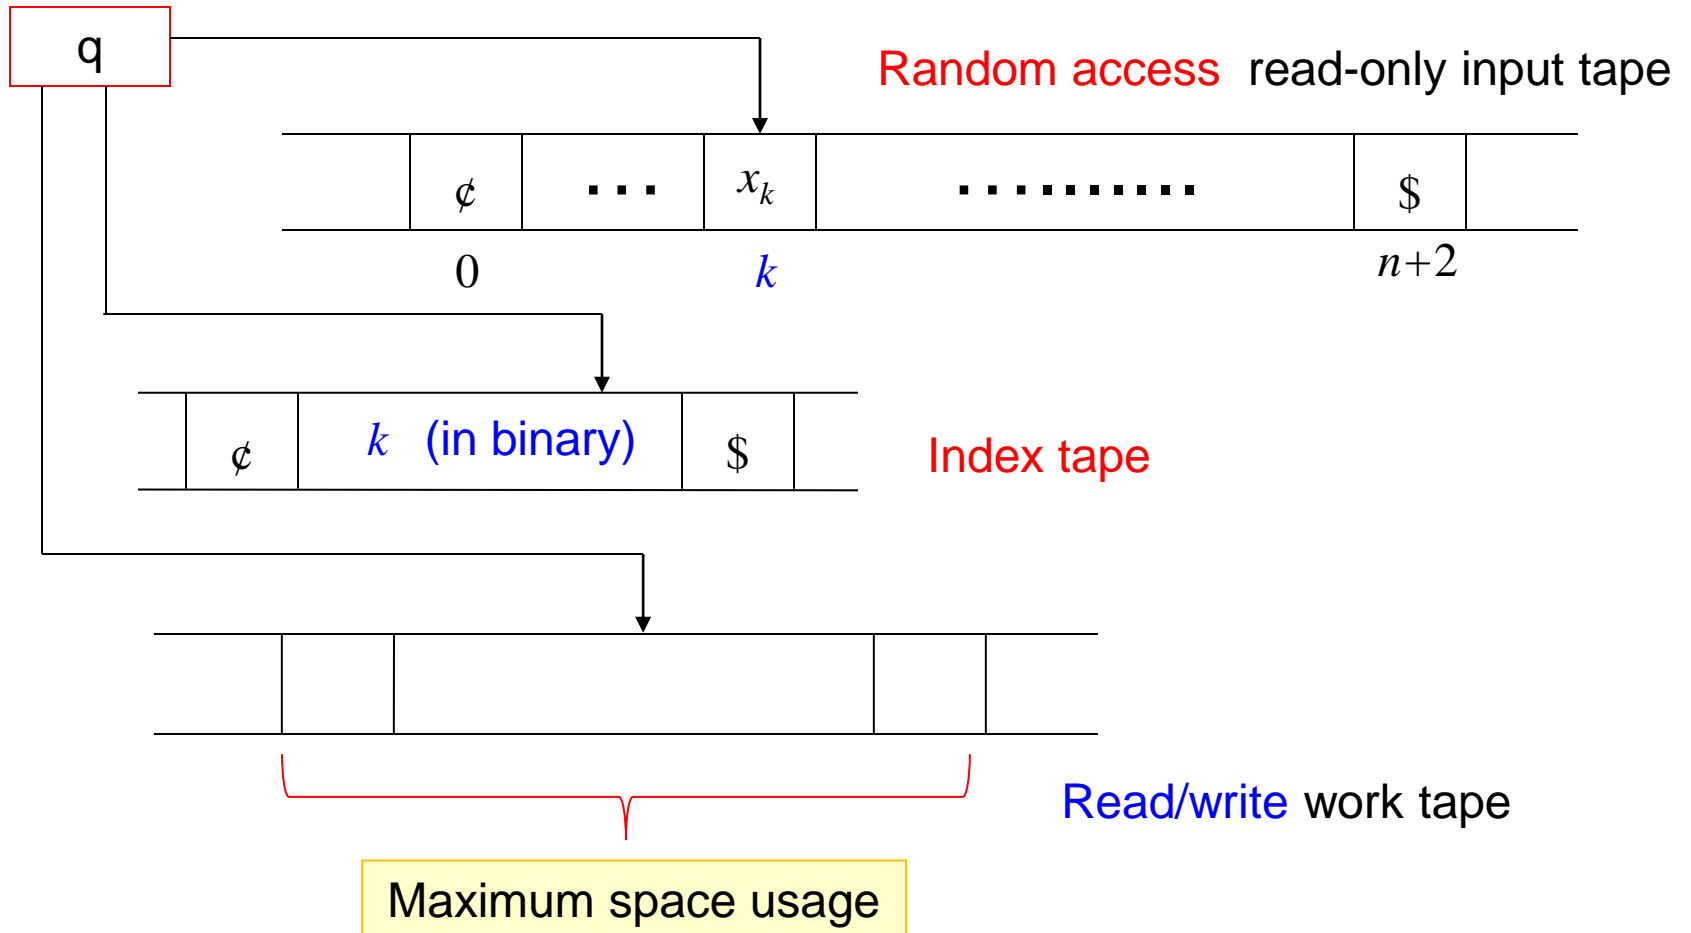 q
Random access read-only input tape
¢ ... x_k .......... $
0 k n+2
¢ k (in binary) $
Index tape
Read/write work tape
Maximum space usage